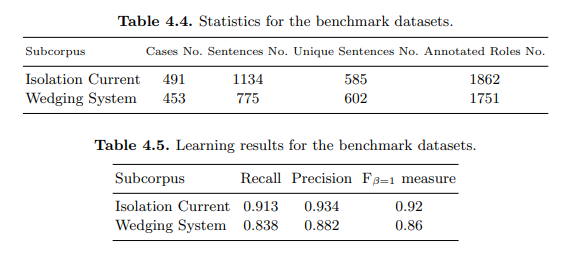 Table 4.4. Statistics for the benchmark datasets.
Subcorpus Cases No. Sentences No. Unique Sentences No. Annotated Roles No.
Isolation Current 491 1134 585 1862
Wedging System 453 775 602 1751
Table 4.5. Learning results for the benchmark datasets.
Subcorpus Recall Precision Fβ=1 measure
Isolation Current 0.913 0.934 0.92
Wedging System 0.838 0.882 0.86